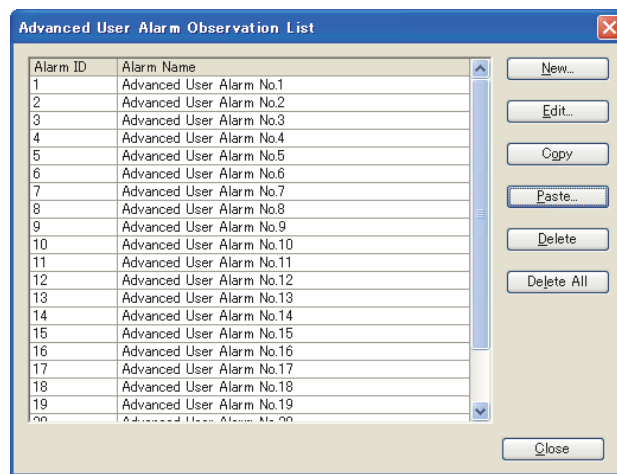 Advanced User Alarm Observation List
Alarm ID Alarm Name
1 Advanced User Alarm No.1
2 Advanced User Alarm No.2
3 Advanced User Alarm No.3
4 Advanced User Alarm No.4
5 Advanced User Alarm No.5
6 Advanced User Alarm No.6
7 Advanced User Alarm No.7
8 Advanced User Alarm No.8
9 Advanced User Alarm No.9
10 Advanced User Alarm No.10
11 Advanced User Alarm No.11
12 Advanced User Alarm No.12
13 Advanced User Alarm No.13
14 Advanced User Alarm No.14
15 Advanced User Alarm No.15
16 Advanced User Alarm No.16
17 Advanced User Alarm No.17
18 Advanced User Alarm No.18
19 Advanced User Alarm No.19
20 Advanced User Alarm No.20
New...
Edit...
Copy
Paste...
Delete
Delete All
Close